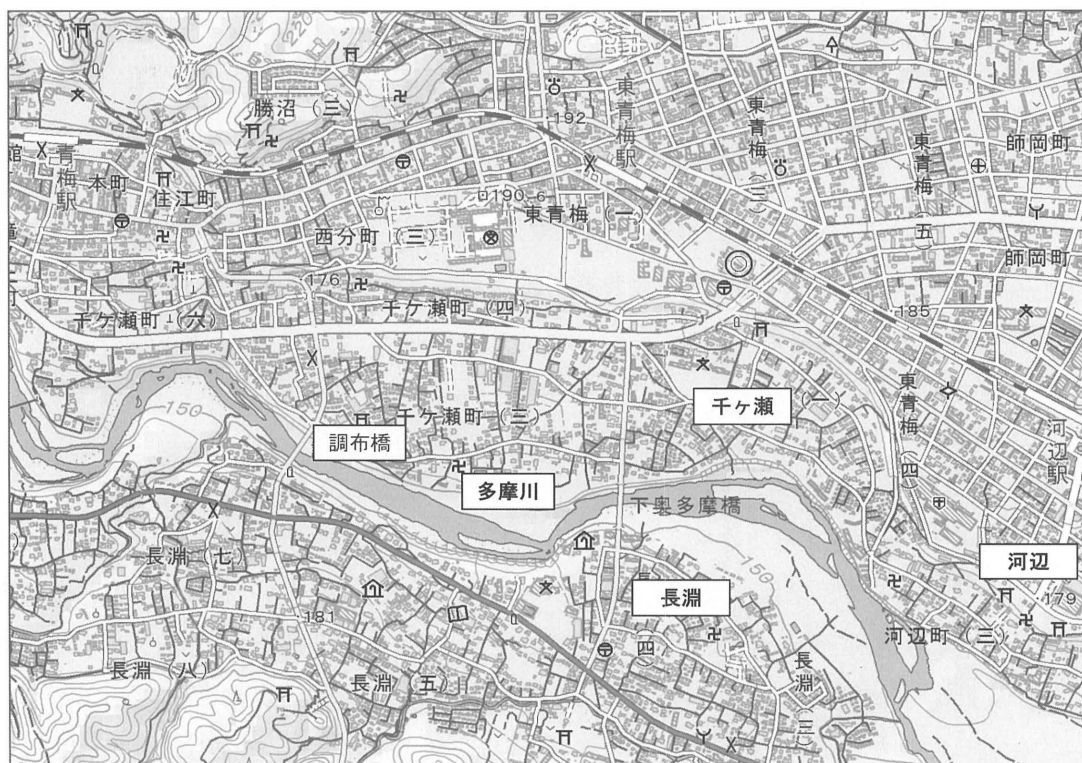 220
勝沼(三)
東青梅駅
192
東青梅(三)
東青梅(五)
師岡町
青梅駅
本町
住江町
190.6
東青梅(一)
西分町(三)
師岡町
176
千ケ瀬町(六)
千ケ瀬町(四)
185
150
千ケ瀬町(三)
千ヶ瀬
(一)
東青梅(四)
河辺駅
調布橋
多摩川
下奥多摩橋
150
河辺
長淵(七)
長淵
179
河辺町(三)
181
長淵(八)
長淵(五)
(四)
長淵(三)